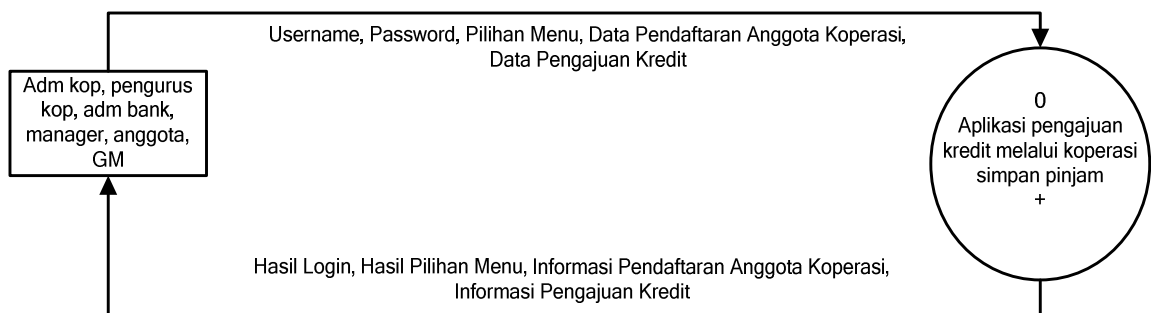 Username, Password, Pilihan Menu, Data Pendaftaran Anggota Koperasi,
Data Pengajuan Kredit
Adm kop, pengurus
kop, adm bank,
manager, anggota,
GM
0
Aplikasi pengajuan
kredit melalui koperasi
simpan pinjam
+
Hasil Login, Hasil Pilihan Menu, Informasi Pendaftaran Anggota Koperasi,
Informasi Pengajuan Kredit